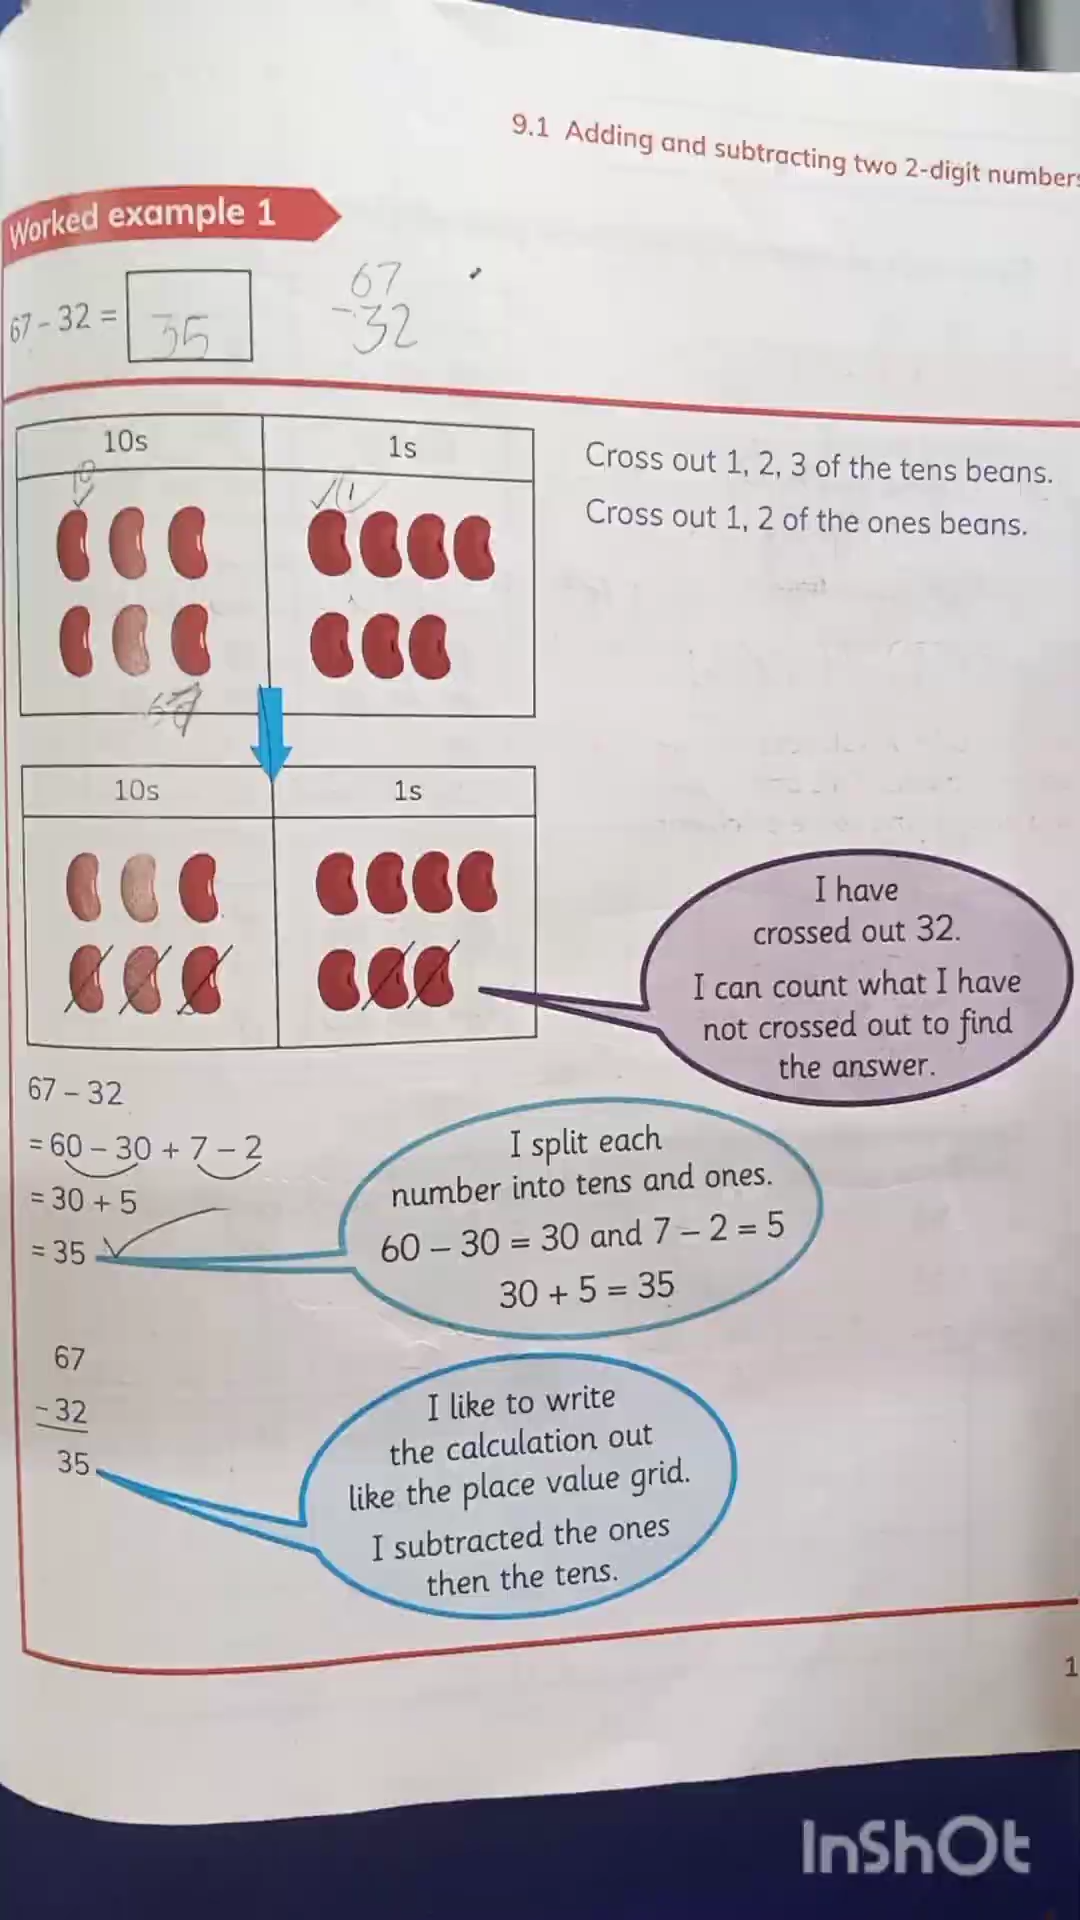 9.1 Adding and subtracting two 2-digit numbers
Worked example 1
67 – 32 = 35
67
-32
10s 1s
Cross out 1, 2, 3 of the tens beans.
Cross out 1, 2 of the ones beans.
10
1
10s 1s
I have
crossed out 32.
I can count what I have
not crossed out to find
the answer.
67 – 32
= 60 – 30 + 7 – 2
= 30 + 5
= 35
I split each
number into tens and ones.
60 – 30 = 30 and 7 – 2 = 5
30 + 5 = 35
67
- 32
35
I like to write
the calculation out
like the place value grid.
I subtracted the ones
then the tens.
1
InShOt